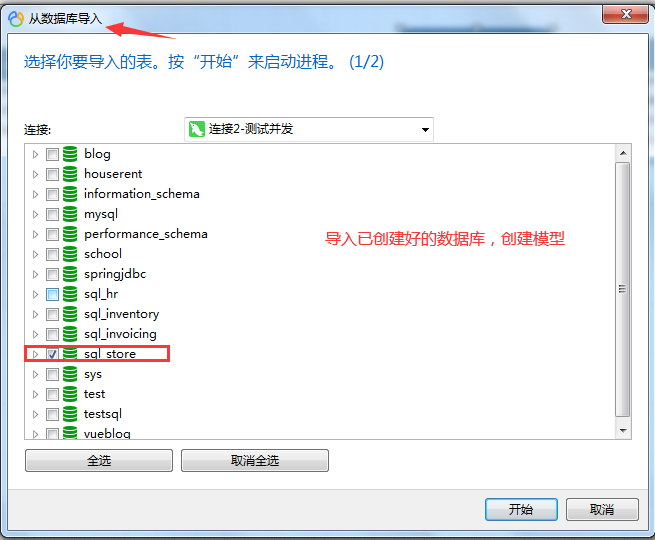 从数据库导入
选择你要导入的表。按“开始”来启动进程。 (1/2)
连接:
连接2-测试并发
blog
houserent
information_schema
mysql
performance_schema
导入已创建好的数据库，创建模型
school
springjdbc
sql_hr
sql_inventory
sql_invoicing
sql_store
sys
test
testsql
vueblog
全选
取消全选
开始
取消